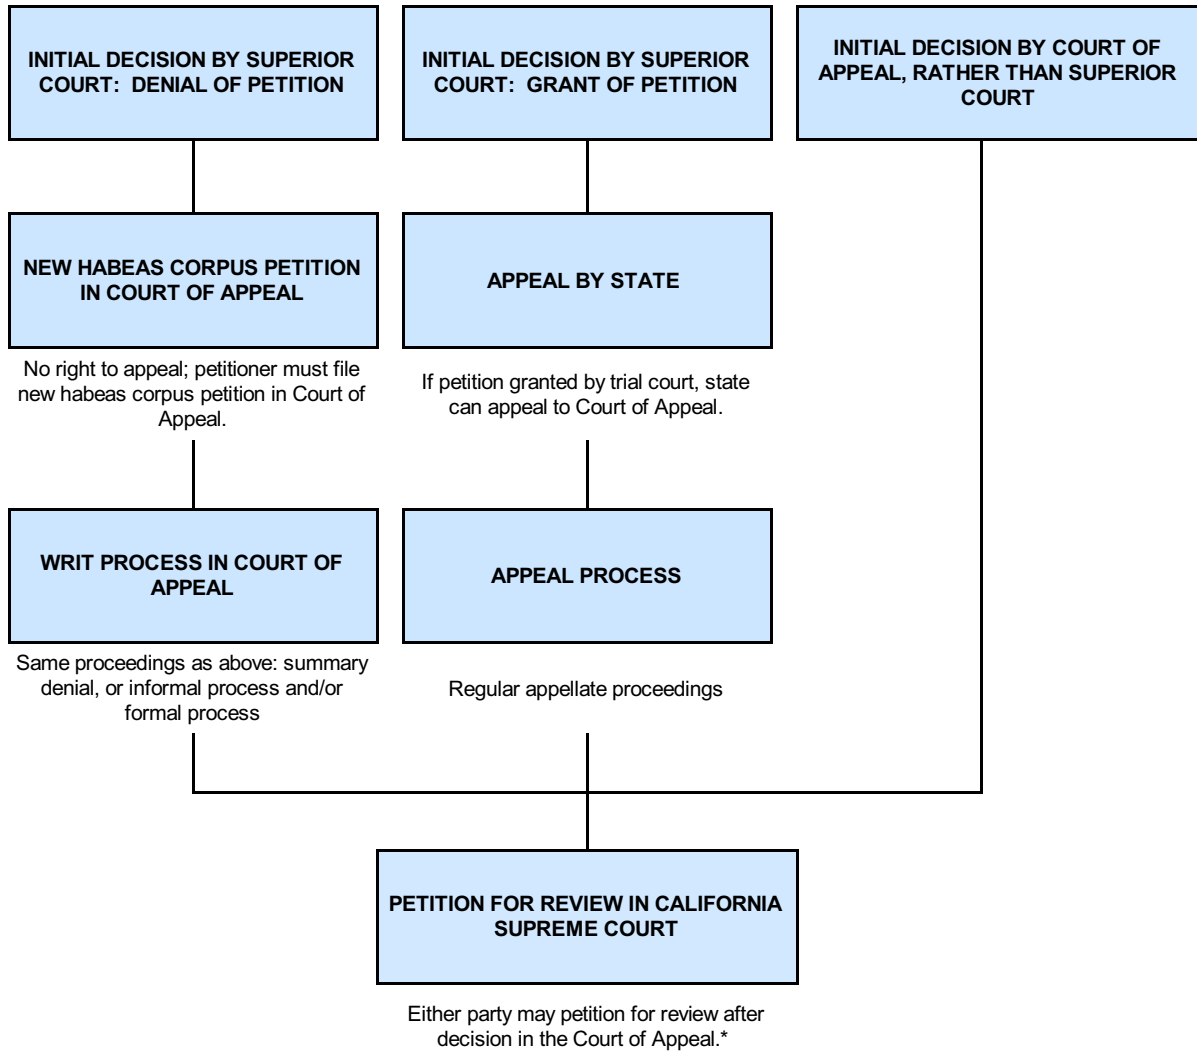 INITIAL DECISION BY SUPERIOR
COURT:  DENIAL OF PETITION
INITIAL DECISION BY SUPERIOR
COURT:  GRANT OF PETITION
INITIAL DECISION BY COURT OF
APPEAL, RATHER THAN SUPERIOR
COURT
NEW HABEAS CORPUS PETITION
IN COURT OF APPEAL
APPEAL BY STATE
No right to appeal; petitioner must file
new habeas corpus petition in Court of
Appeal.
If petition granted by trial court, state
can appeal to Court of Appeal.
WRIT PROCESS IN COURT OF
APPEAL
APPEAL PROCESS
Same proceedings as above: summary
denial, or informal process and/or
formal process
Regular appellate proceedings
PETITION FOR REVIEW IN CALIFORNIA
SUPREME COURT
Either party may petition for review after
decision in the Court of Appeal.*